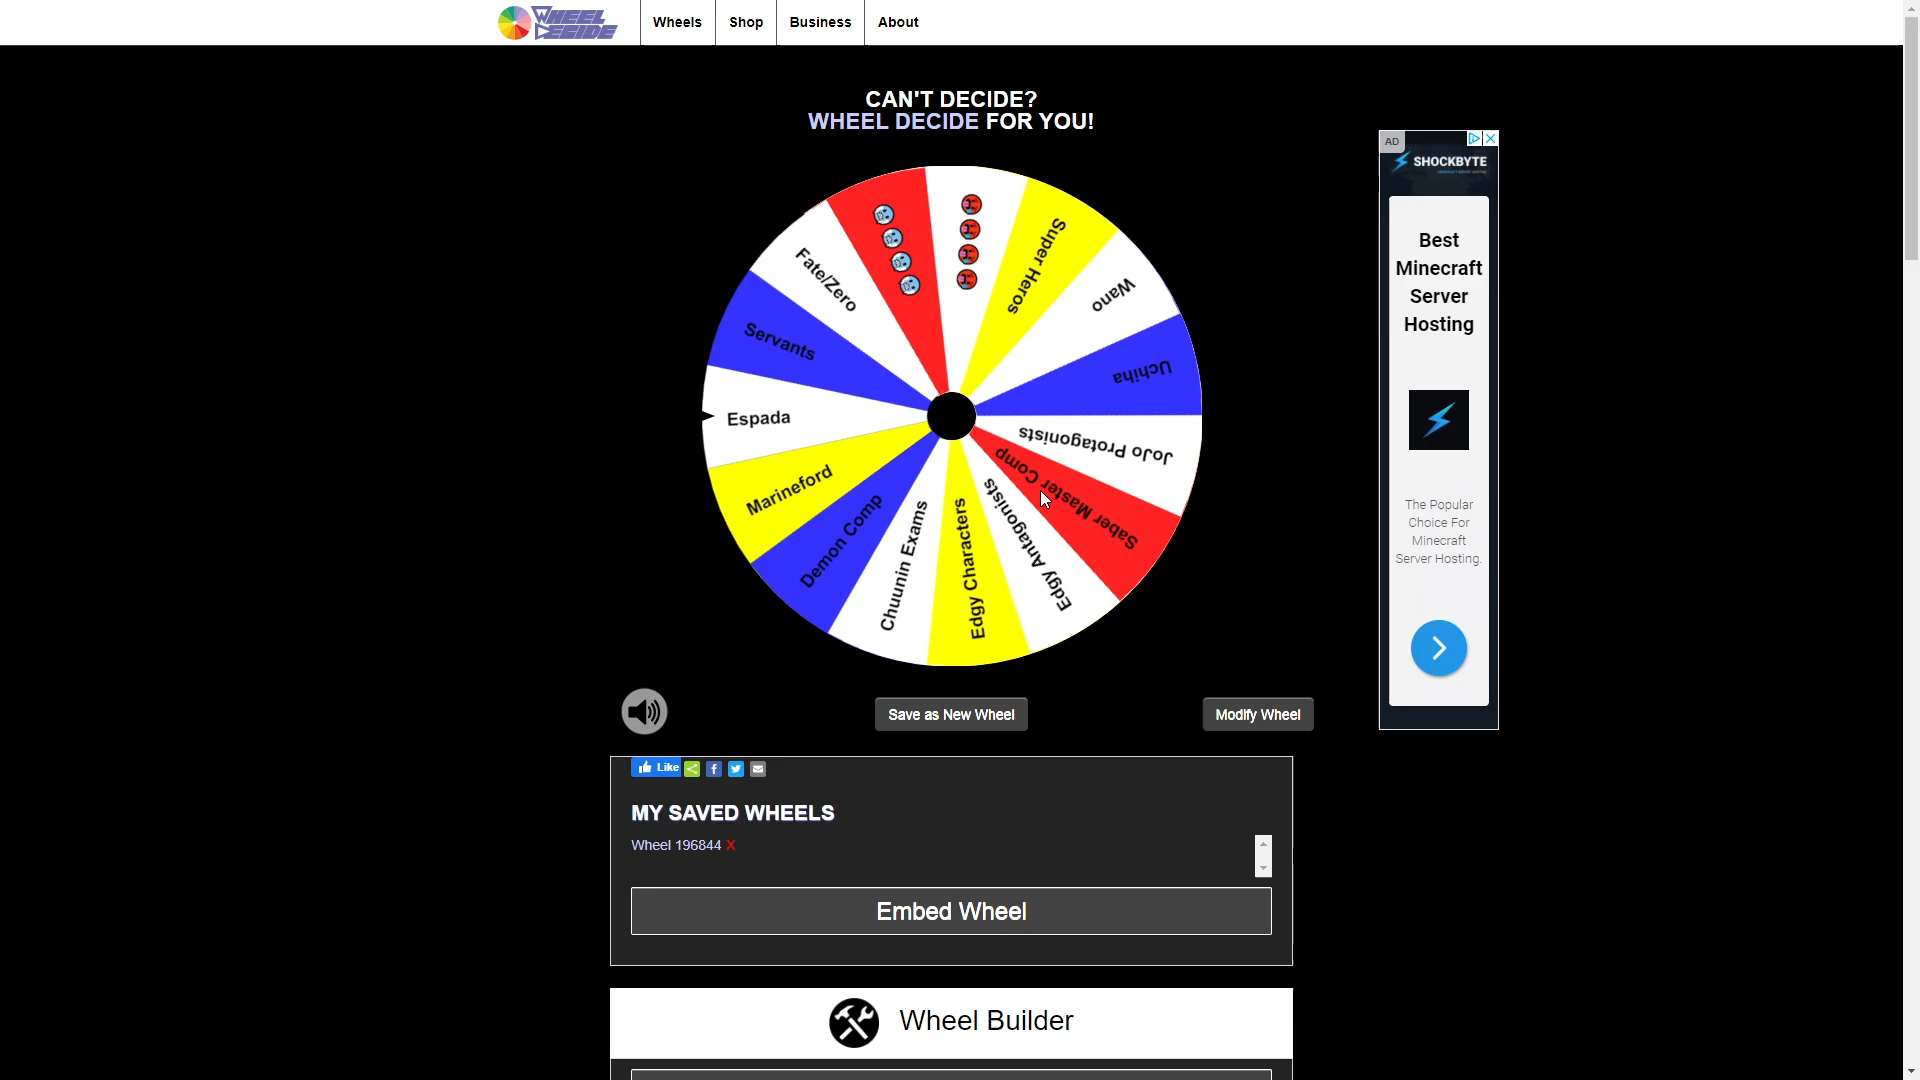 WHEEL DECIDE
Wheels
Shop
Business
About
CAN'T DECIDE?
WHEEL DECIDE FOR YOU!
Super Heros
Wano
Uchiha
JoJo Protagonists
Saber Master Comp
Edgy Antagonists
Edgy Characters
Chuunin Exams
Demon Comp
Marineford
Espada
Servants
Fate/Zero
AD
SHOCKBYTE
Best
Minecraft
Server
Hosting
The Popular
Choice For
Minecraft
Server Hosting.
Save as New Wheel
Modify Wheel
Like
MY SAVED WHEELS
Wheel 196844 X
Embed Wheel
Wheel Builder